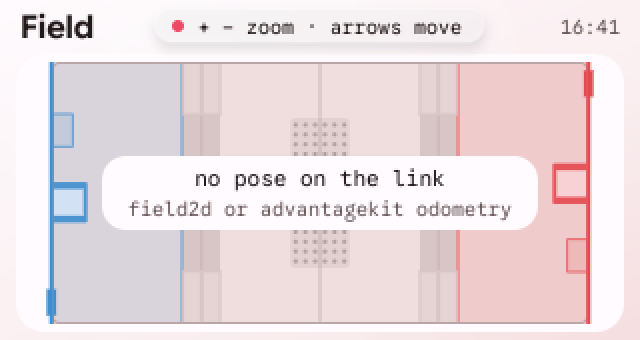 Field
+ − zoom · arrows move
16:41
no pose on the link
field2d or advantagekit odometry